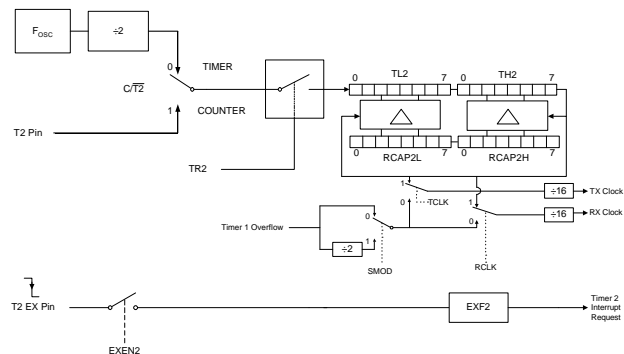 FOSC
÷2
0
TIMER
C/T2
1
COUNTER
T2 Pin
TR2
TL2
TH2
0 7 0 7
0 7 0 7
RCAP2L
RCAP2H
1
TCLK
0
÷16
TX Clock
1
0
÷16
RX Clock
Timer 1 Overflow
0
÷2
1
SMOD
RCLK
T2 EX Pin
EXEN2
EXF2
Timer 2
Interrupt
Request